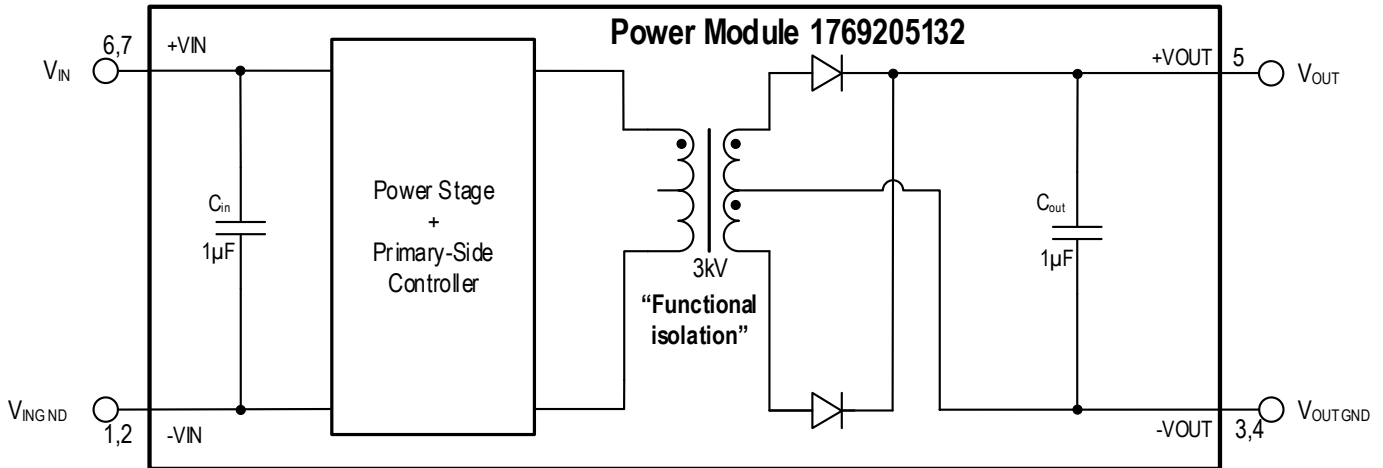 Power Module 1769205132
6,7
+VIN
VIN
+VOUT
5
VOUT
Power Stage
+
Primary-Side
Controller
Cin
1µF
Cout
1µF
3kV
“Functional
isolation”
VINGND
1,2
-VIN
-VOUT
3,4
VOUTGND